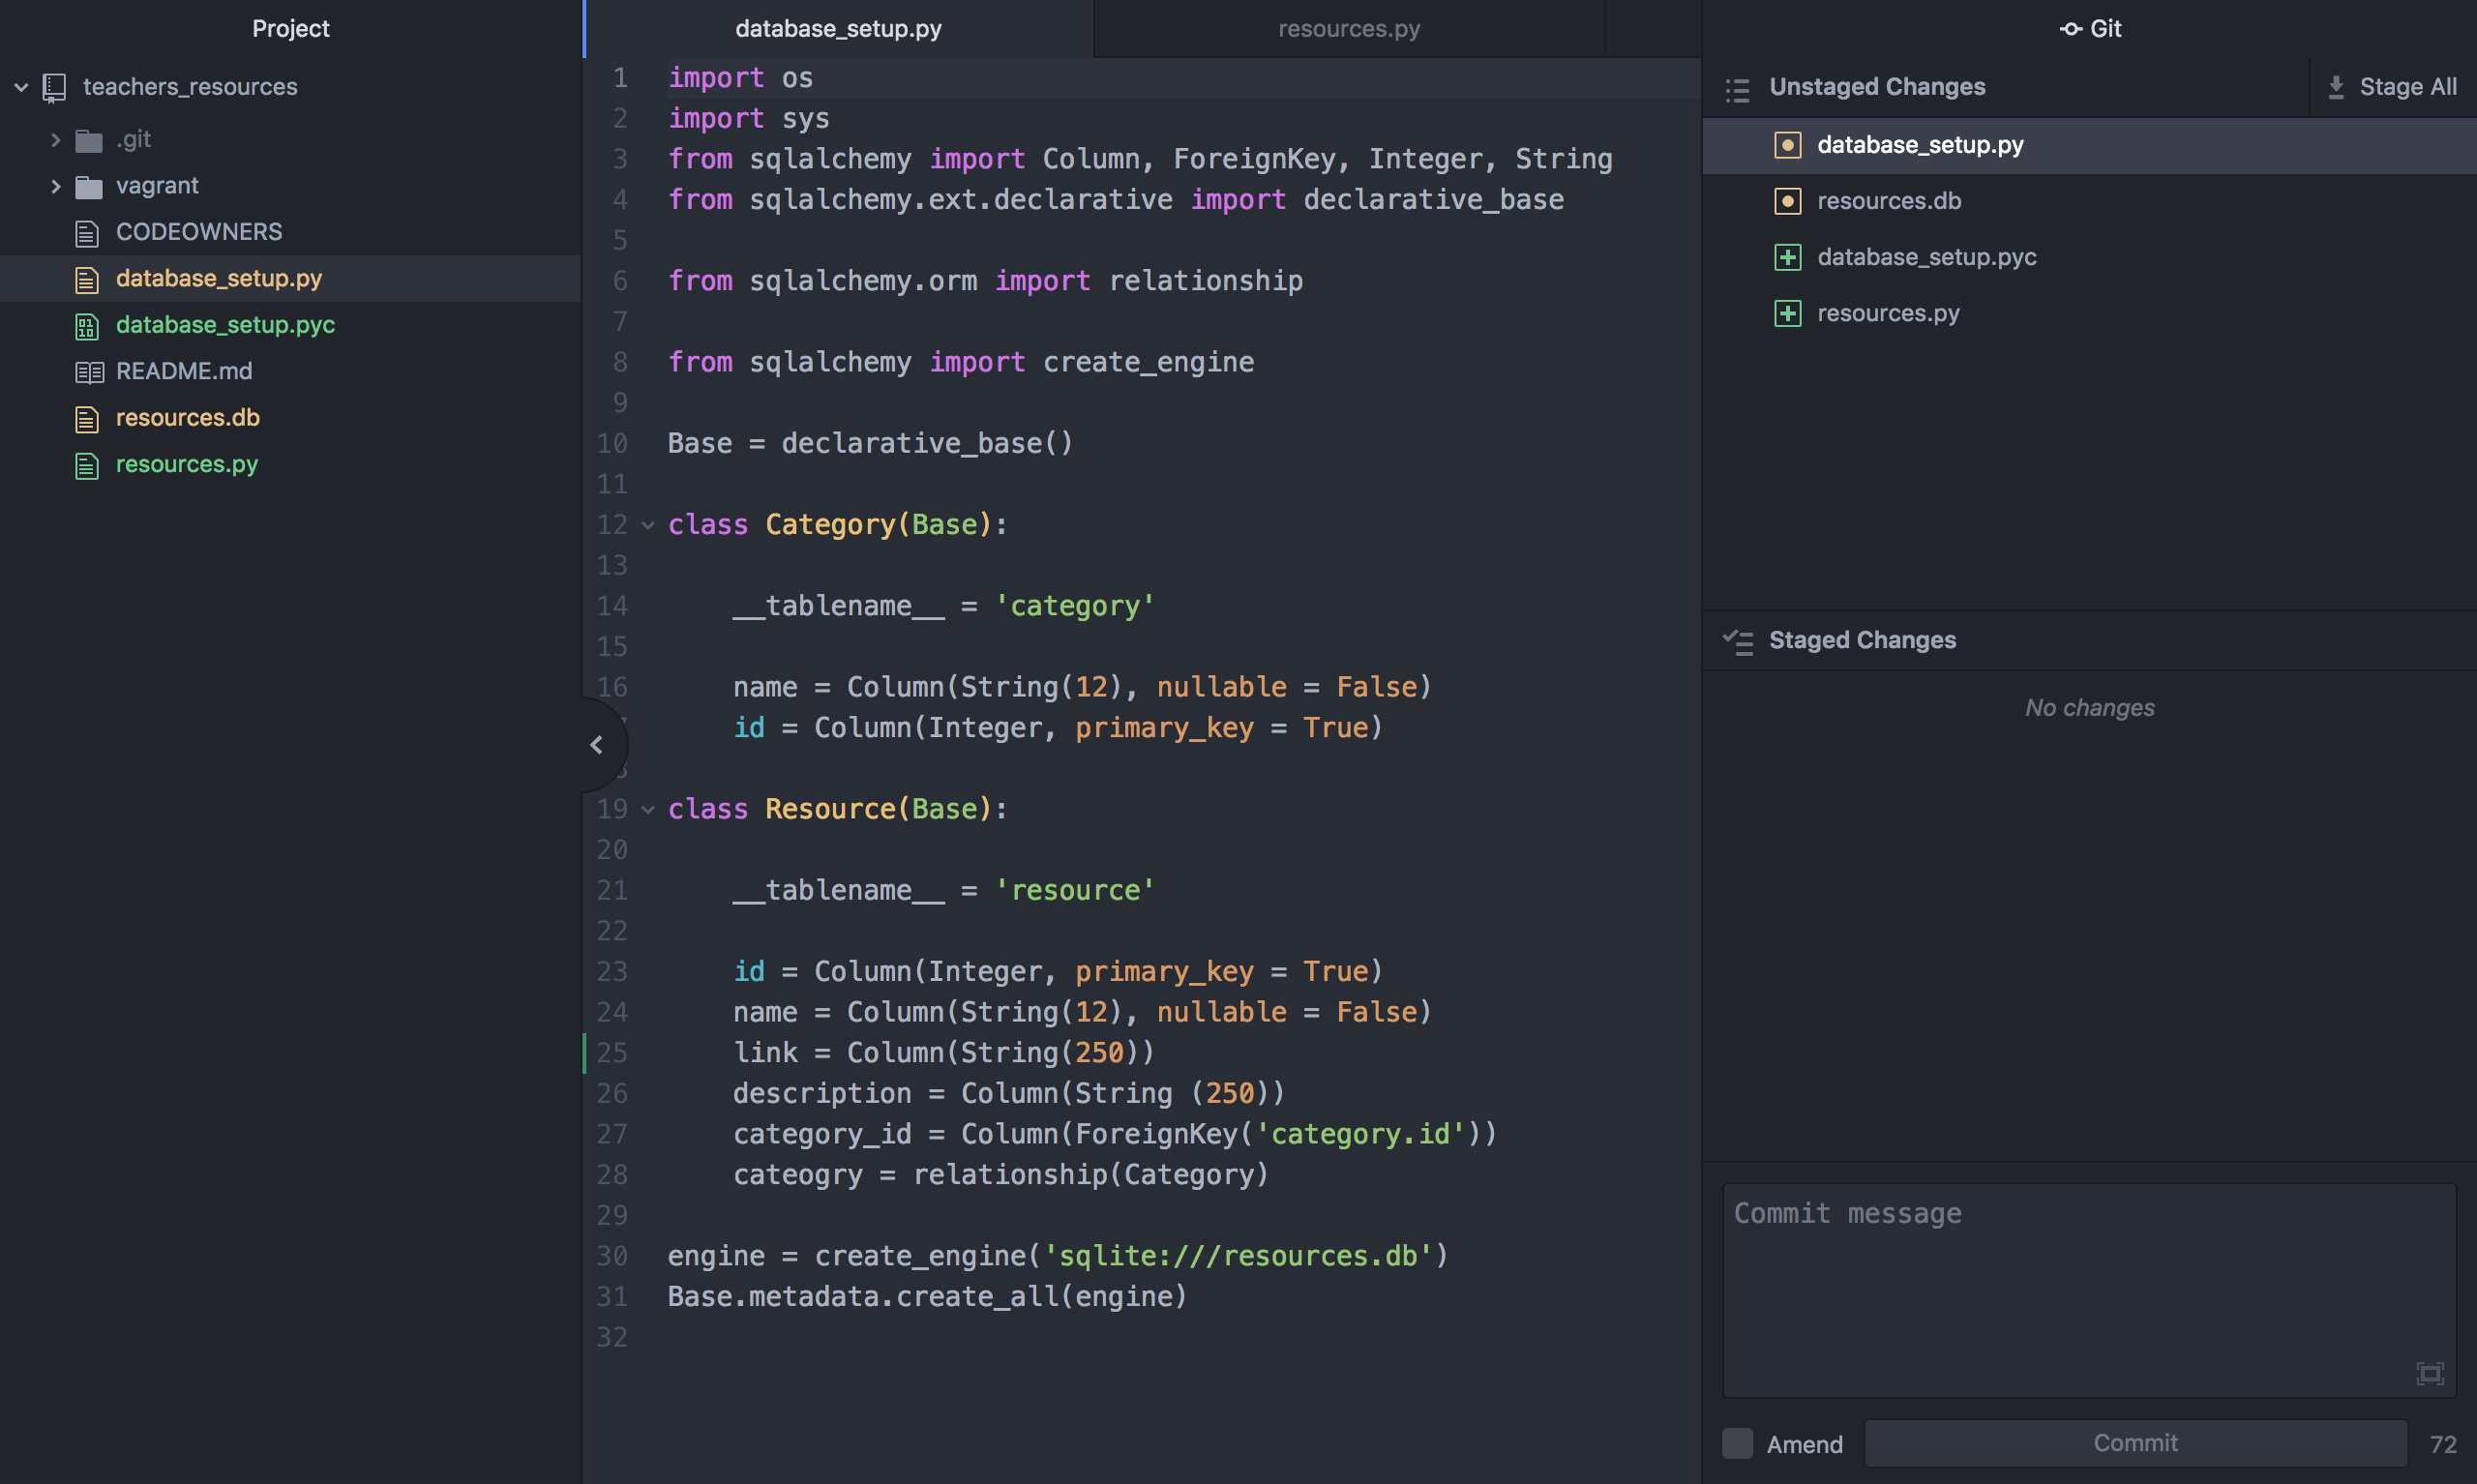 Project
teachers_resources
.git
vagrant
CODEOWNERS
database_setup.py
database_setup.pyc
README.md
resources.db
resources.py
database_setup.py
resources.py
1 import os
2 import sys
3 from sqlalchemy import Column, ForeignKey, Integer, String
4 from sqlalchemy.ext.declarative import declarative_base
5
6 from sqlalchemy.orm import relationship
7
8 from sqlalchemy import create_engine
9
10 Base = declarative_base()
11
12 class Category(Base):
13
14     __tablename__ = 'category'
15
16     name = Column(String(12), nullable = False)
    id = Column(Integer, primary_key = True)
19 class Resource(Base):
20
21     __tablename__ = 'resource'
22
23     id = Column(Integer, primary_key = True)
24     name = Column(String(12), nullable = False)
25     link = Column(String(250))
26     description = Column(String (250))
27     category_id = Column(ForeignKey('category.id'))
28     cateogry = relationship(Category)
29
30 engine = create_engine('sqlite:///resources.db')
31 Base.metadata.create_all(engine)
32
Git
Unstaged Changes
Stage All
database_setup.py
resources.db
database_setup.pyc
resources.py
Staged Changes
No changes
Commit message
Amend
Commit
72